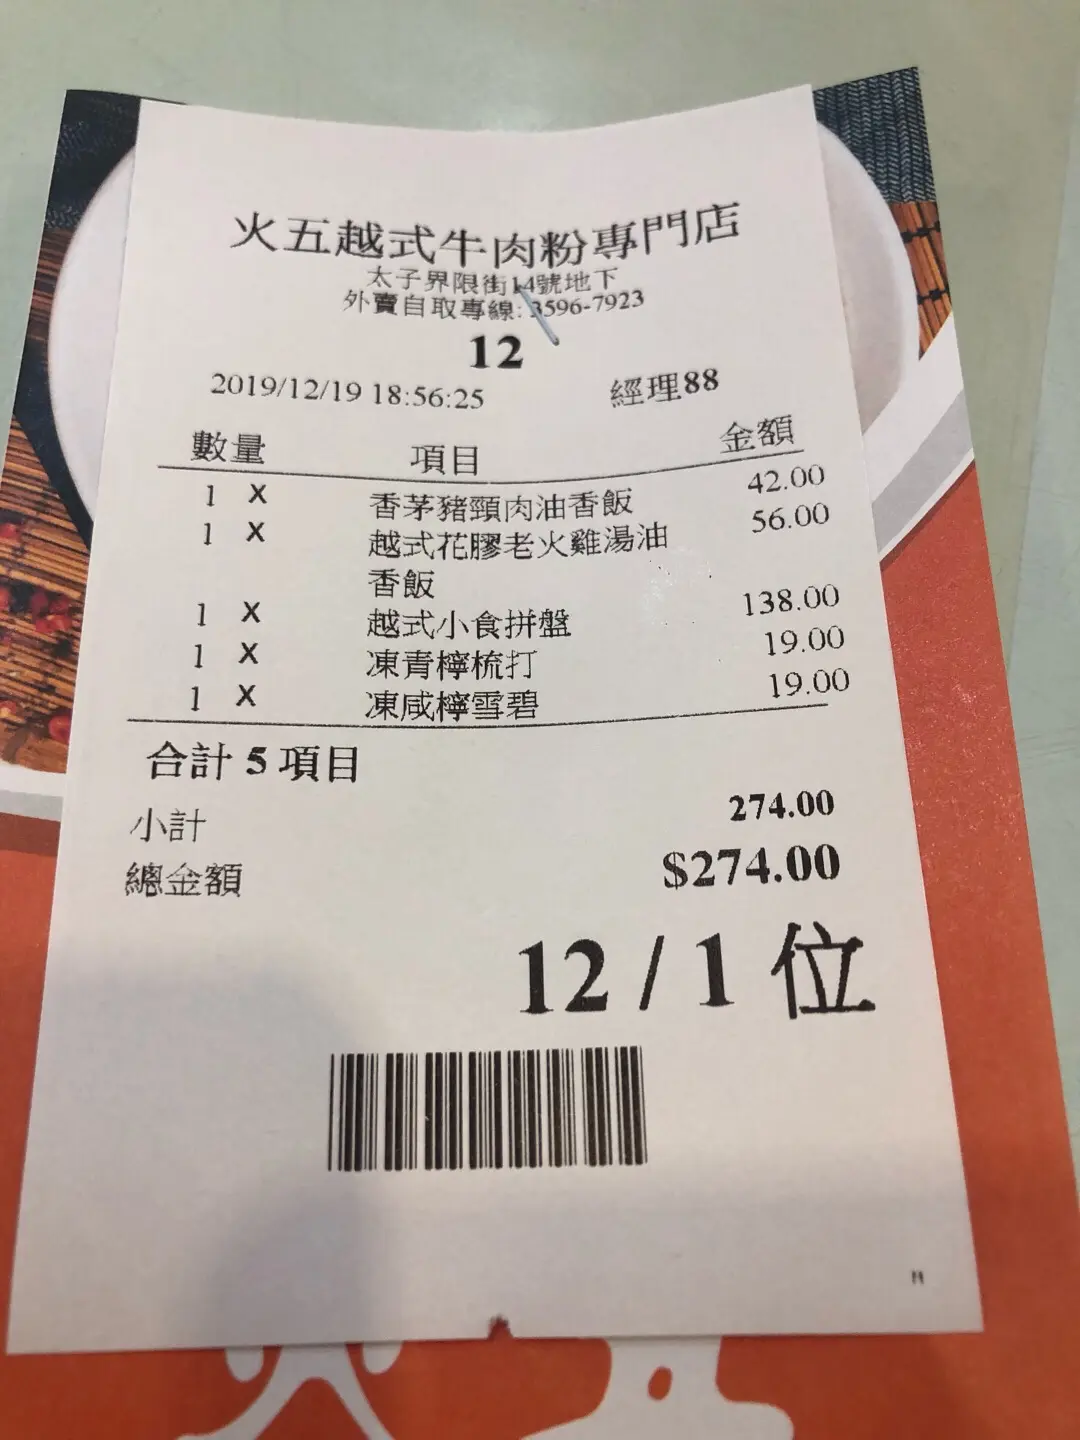 火五越式牛肉粉專門店
太子界限街14號地下
外賣自取專線: 3596-7923
12
2019/12/19 18:56:25 經理88
數量 項目 金額
1 X 香茅豬頸肉油香飯 42.00
1 X 越式花膠老火雞湯油 56.00
香飯
1 X 越式小食拼盤 138.00
1 X 凍青檸梳打 19.00
1 X 凍咸檸雪碧 19.00
合計 5 項目
小計 274.00
總金額 $274.00
12 / 1 位